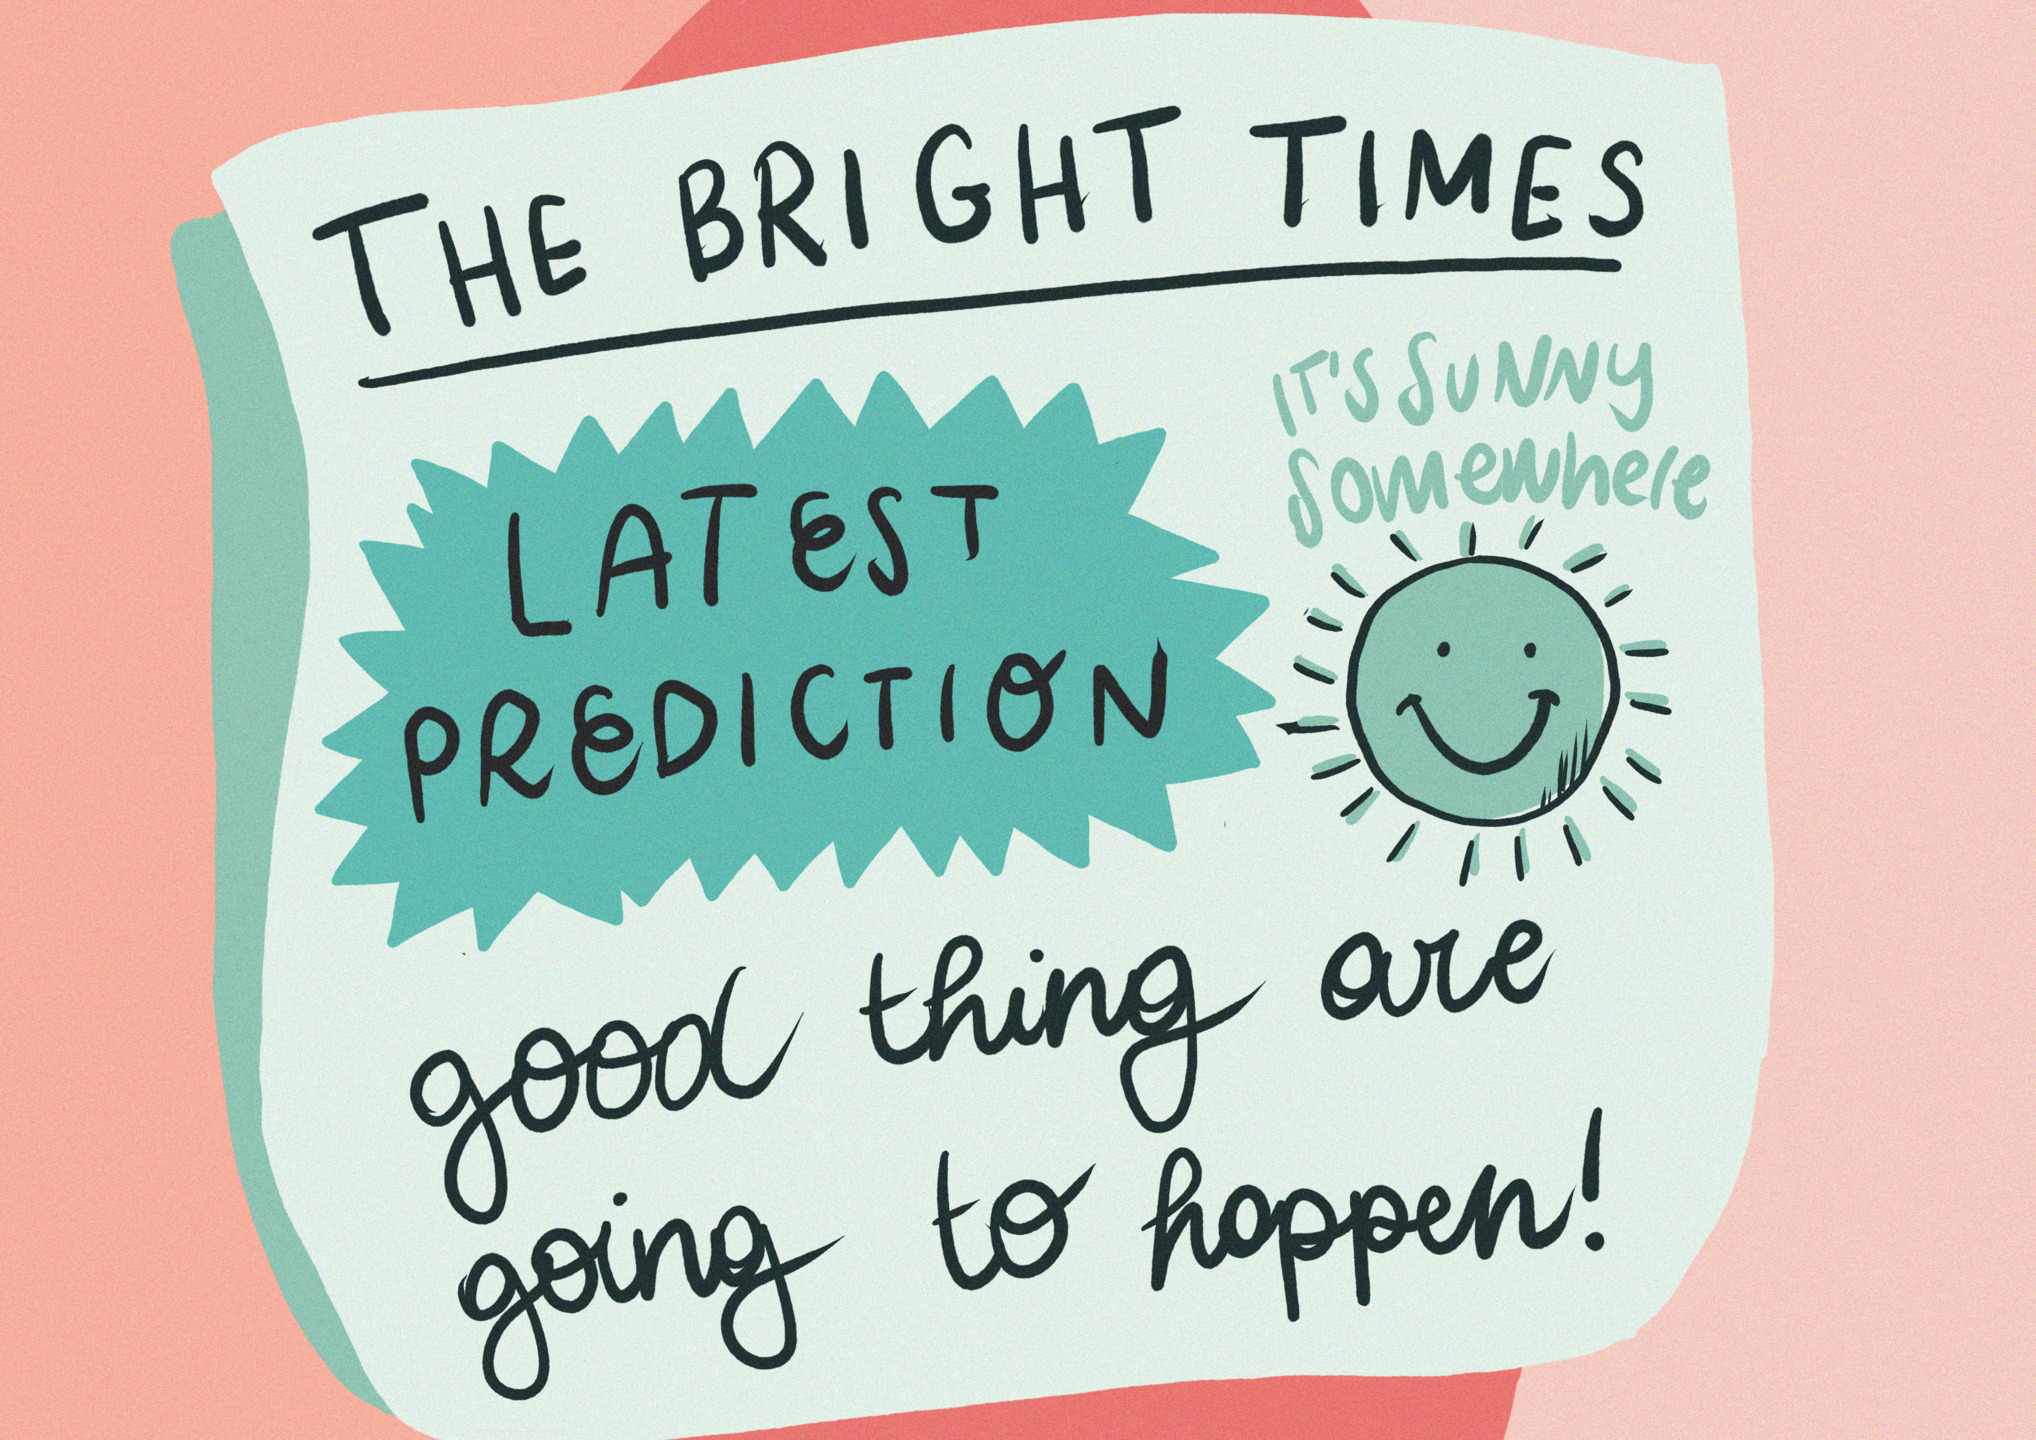 THE BRIGHT TIMES
IT'S SUNNY
Somewhere
LATEST
PREDICTION
good thing are
going to happen!